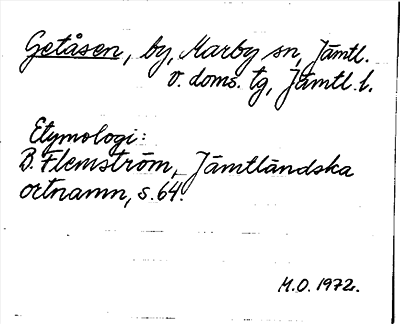 Getåsen, by, Marby sn, Jämtl.
v. doms. tg, Jämtl. l.
Etymologi:
B. Flemström, Jämtländska
ortnamn, s. 64.
M.O. 1972.